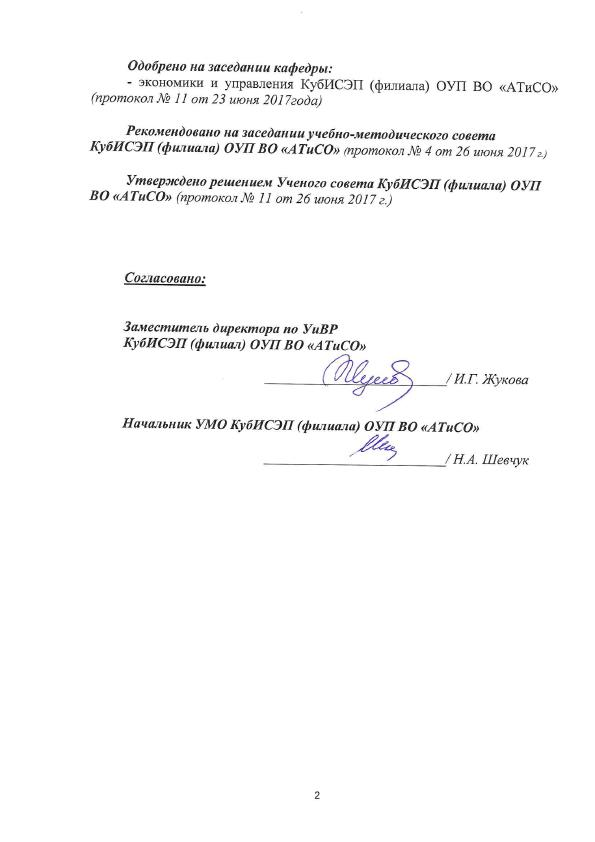 Одобрено на заседании кафедры:
- экономики и управления КубИСЭП (филиала) ОУП ВО «АТиСО»
(протокол № 11 от 23 июня 2017года)
Рекомендовано на заседании учебно-методического совета
КубИСЭП (филиала) ОУП ВО «АТиСО» (протокол № 4 от 26 июня 2017 г.)
Утверждено решением Ученого совета КубИСЭП (филиала) ОУП
ВО «АТиСО» (протокол № 11 от 26 июня 2017 г.)
Согласовано:
Заместитель директора по УиВР
КубИСЭП (филиал) ОУП ВО «АТиСО»
/ И.Г. Жукова
Начальник УМО КубИСЭП (филиала) ОУП ВО «АТиСО»
/ Н.А. Шевчук
2